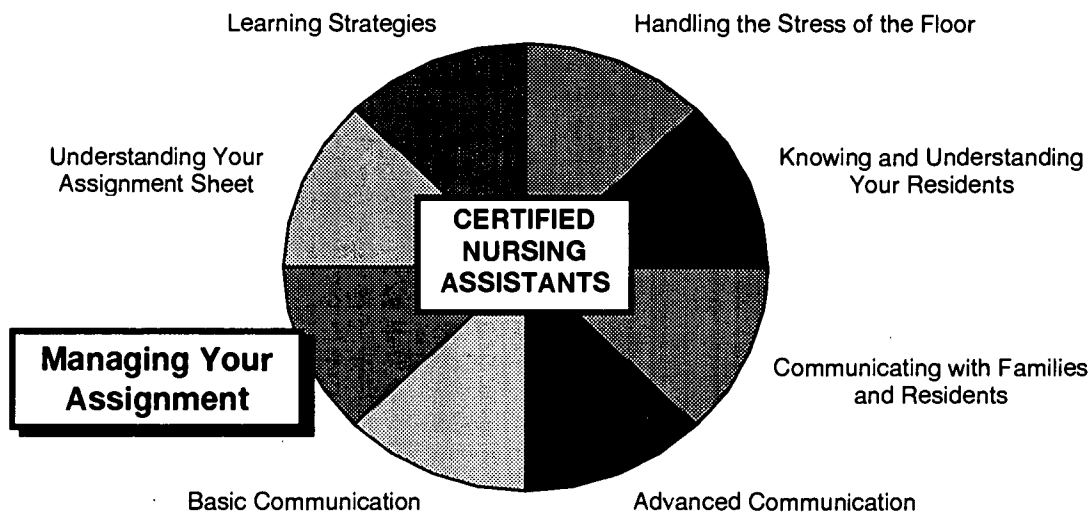 Learning Strategies
Handling the Stress of the Floor
Understanding Your
Assignment Sheet
Knowing and Understanding
Your Residents
CERTIFIED
NURSING
ASSISTANTS
Managing Your
Assignment
Communicating with Families
and Residents
Basic Communication
Advanced Communication